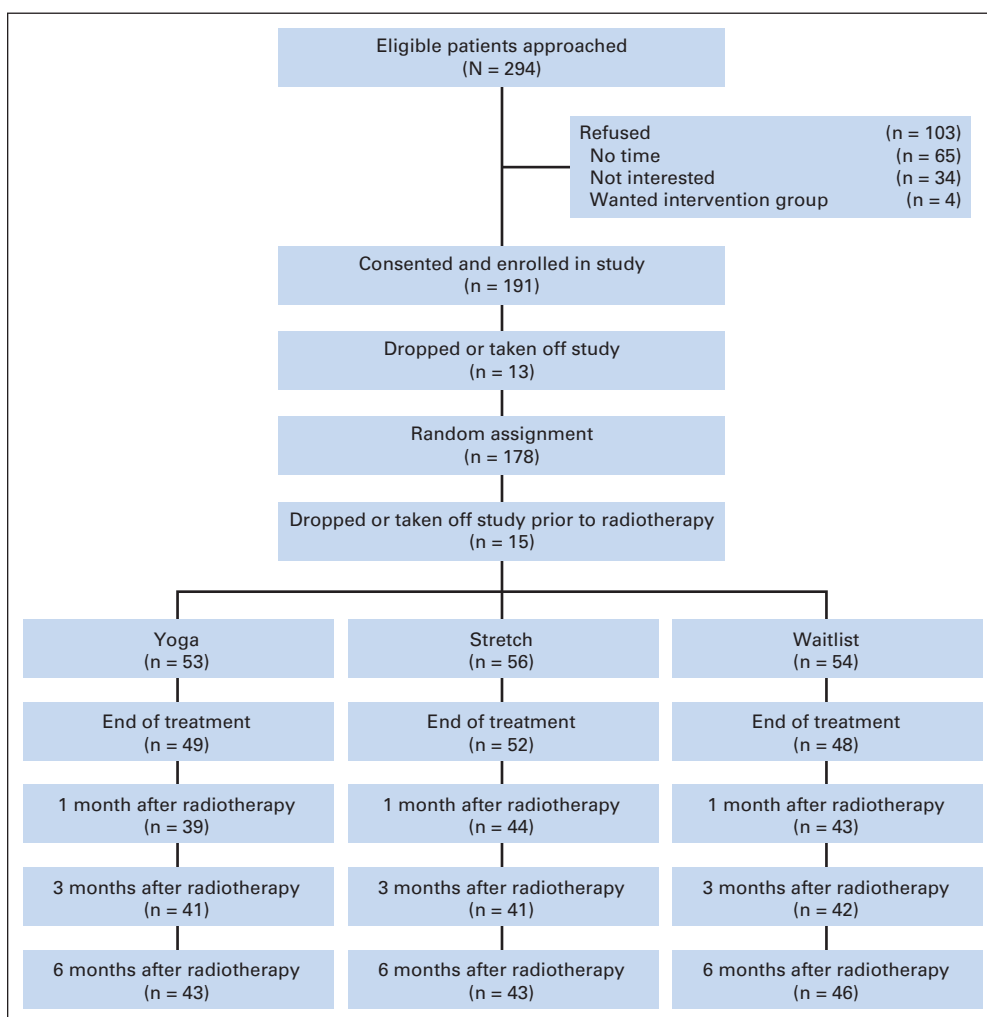 Eligible patients approached
(N = 294)
Refused (n = 103)
No time (n = 65)
Not interested (n = 34)
Wanted intervention group (n = 4)
Consented and enrolled in study
(n = 191)
Dropped or taken off study
(n = 13)
Random assignment
(n = 178)
Dropped or taken off study prior to radiotherapy
(n = 15)
Yoga
(n = 53)
Stretch
(n = 56)
Waitlist
(n = 54)
End of treatment
(n = 49)
End of treatment
(n = 52)
End of treatment
(n = 48)
1 month after radiotherapy
(n = 39)
1 month after radiotherapy
(n = 44)
1 month after radiotherapy
(n = 43)
3 months after radiotherapy
(n = 41)
3 months after radiotherapy
(n = 41)
3 months after radiotherapy
(n = 42)
6 months after radiotherapy
(n = 43)
6 months after radiotherapy
(n = 43)
6 months after radiotherapy
(n = 46)